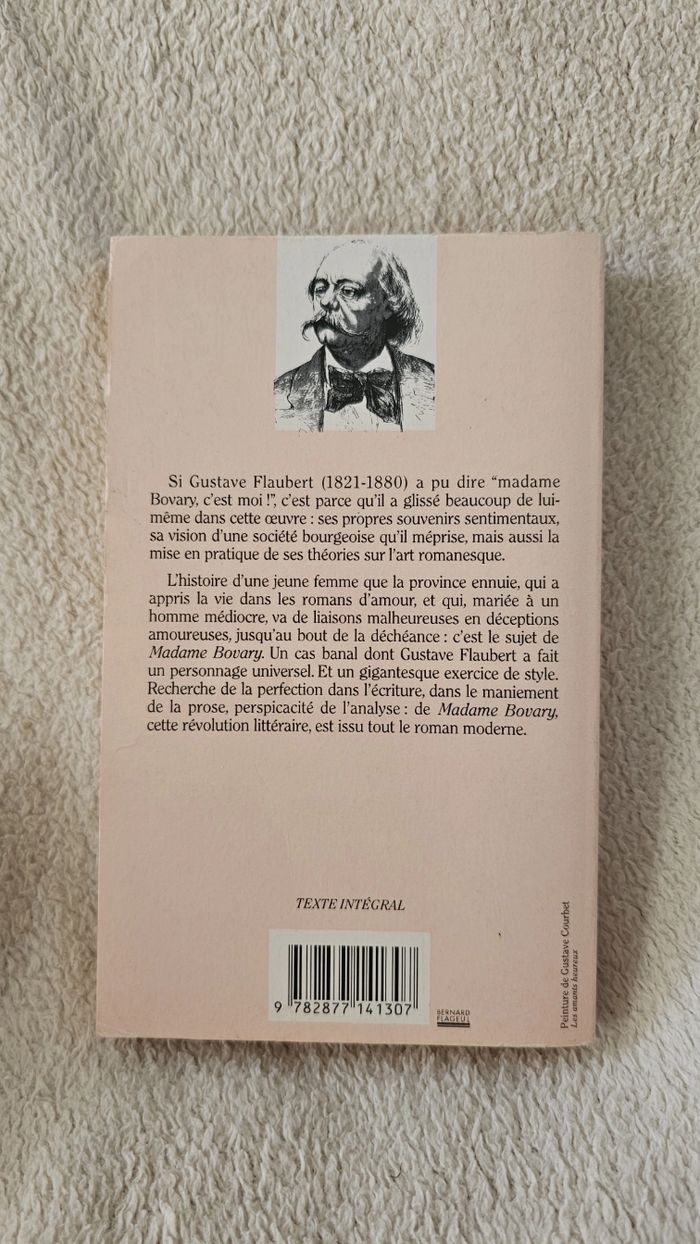 Si Gustave Flaubert (1821-1880) a pu dire “madame
Bovary, c’est moi !”, c’est parce qu’il a glissé beaucoup de lui-
même dans cette œuvre : ses propres souvenirs sentimentaux,
sa vision d’une société bourgeoise qu’il méprise, mais aussi la
mise en pratique de ses théories sur l’art romanesque.
L’histoire d’une jeune femme que la province ennuie, qui a
appris la vie dans les romans d’amour, et qui, mariée à un
homme médiocre, va de liaisons malheureuses en déceptions
amoureuses, jusqu’au bout de la déchéance : c’est le sujet de
Madame Bovary. Un cas banal dont Gustave Flaubert a fait
un personnage universel. Et un gigantesque exercice de style.
Recherche de la perfection dans l’écriture, dans le maniement
de la prose, perspicacité de l’analyse : de Madame Bovary,
cette révolution littéraire, est issu tout le roman moderne.
TEXTE INTÉGRAL
9 782877 141307
BERNARD
FLAGEUL
Peinture de Gustave Courbet
Les amants heureux